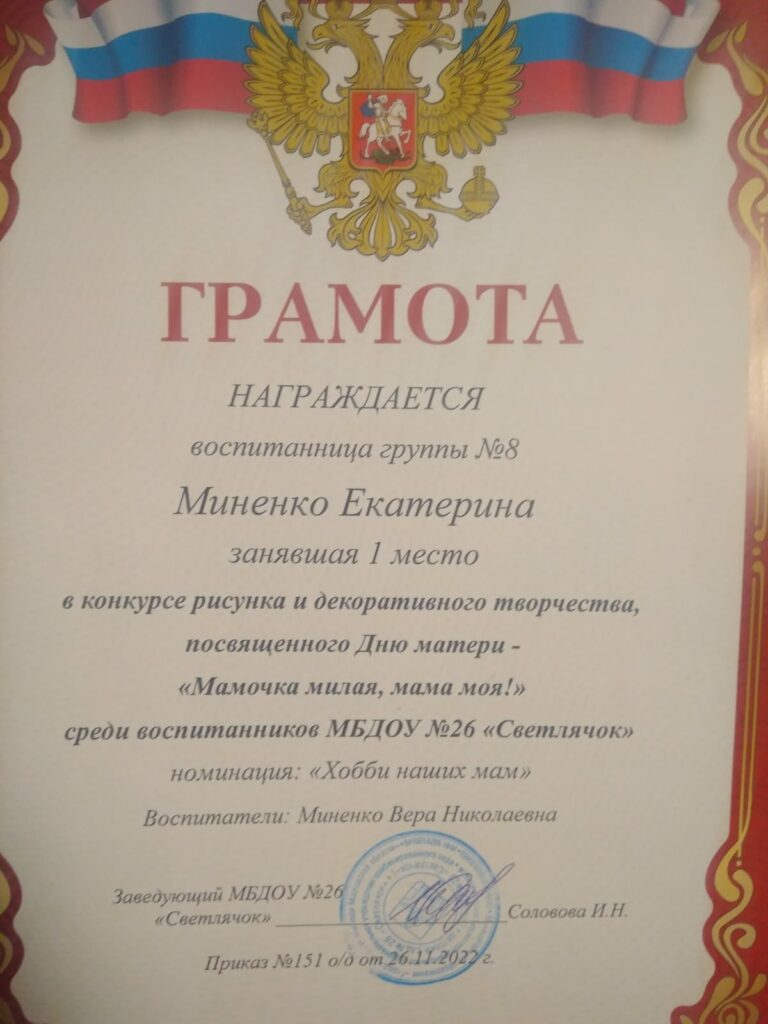 ГРАМОТА
НАГРАЖДАЕТСЯ
воспитанница группы №8
Миненко Екатерина
занявшая 1 место
в конкурсе рисунка и декоративного творчества,
посвященного Дню матери -
«Мамочка милая, мама моя!»
среди воспитанников МБДОУ №26 «Светлячок»
номинация: «Хобби наших мам»
Воспитатели: Миненко Вера Николаевна
Заведующий МБДОУ №26
«Светлячок» Соловова И.Н.
Приказ №151 о/д от 26.11.2022 г.